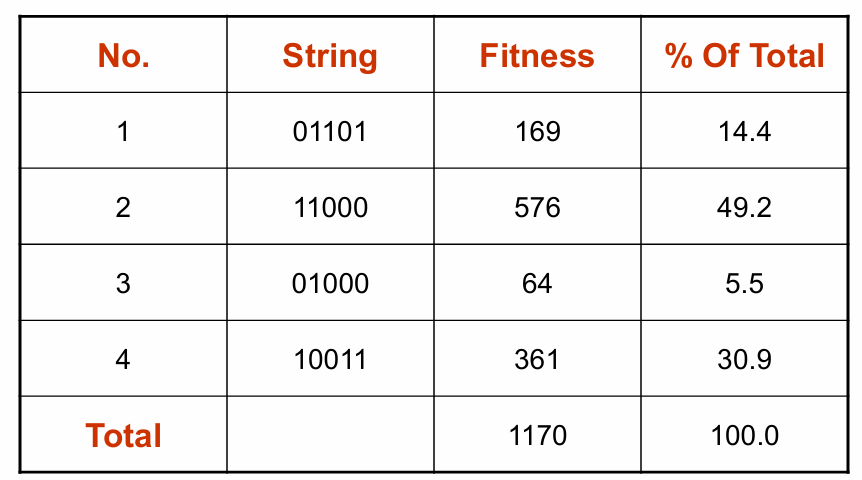 No. String Fitness % Of Total
1 01101 169 14.4
2 11000 576 49.2
3 01000 64 5.5
4 10011 361 30.9
Total 1170 100.0